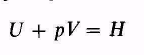 U + pV = H